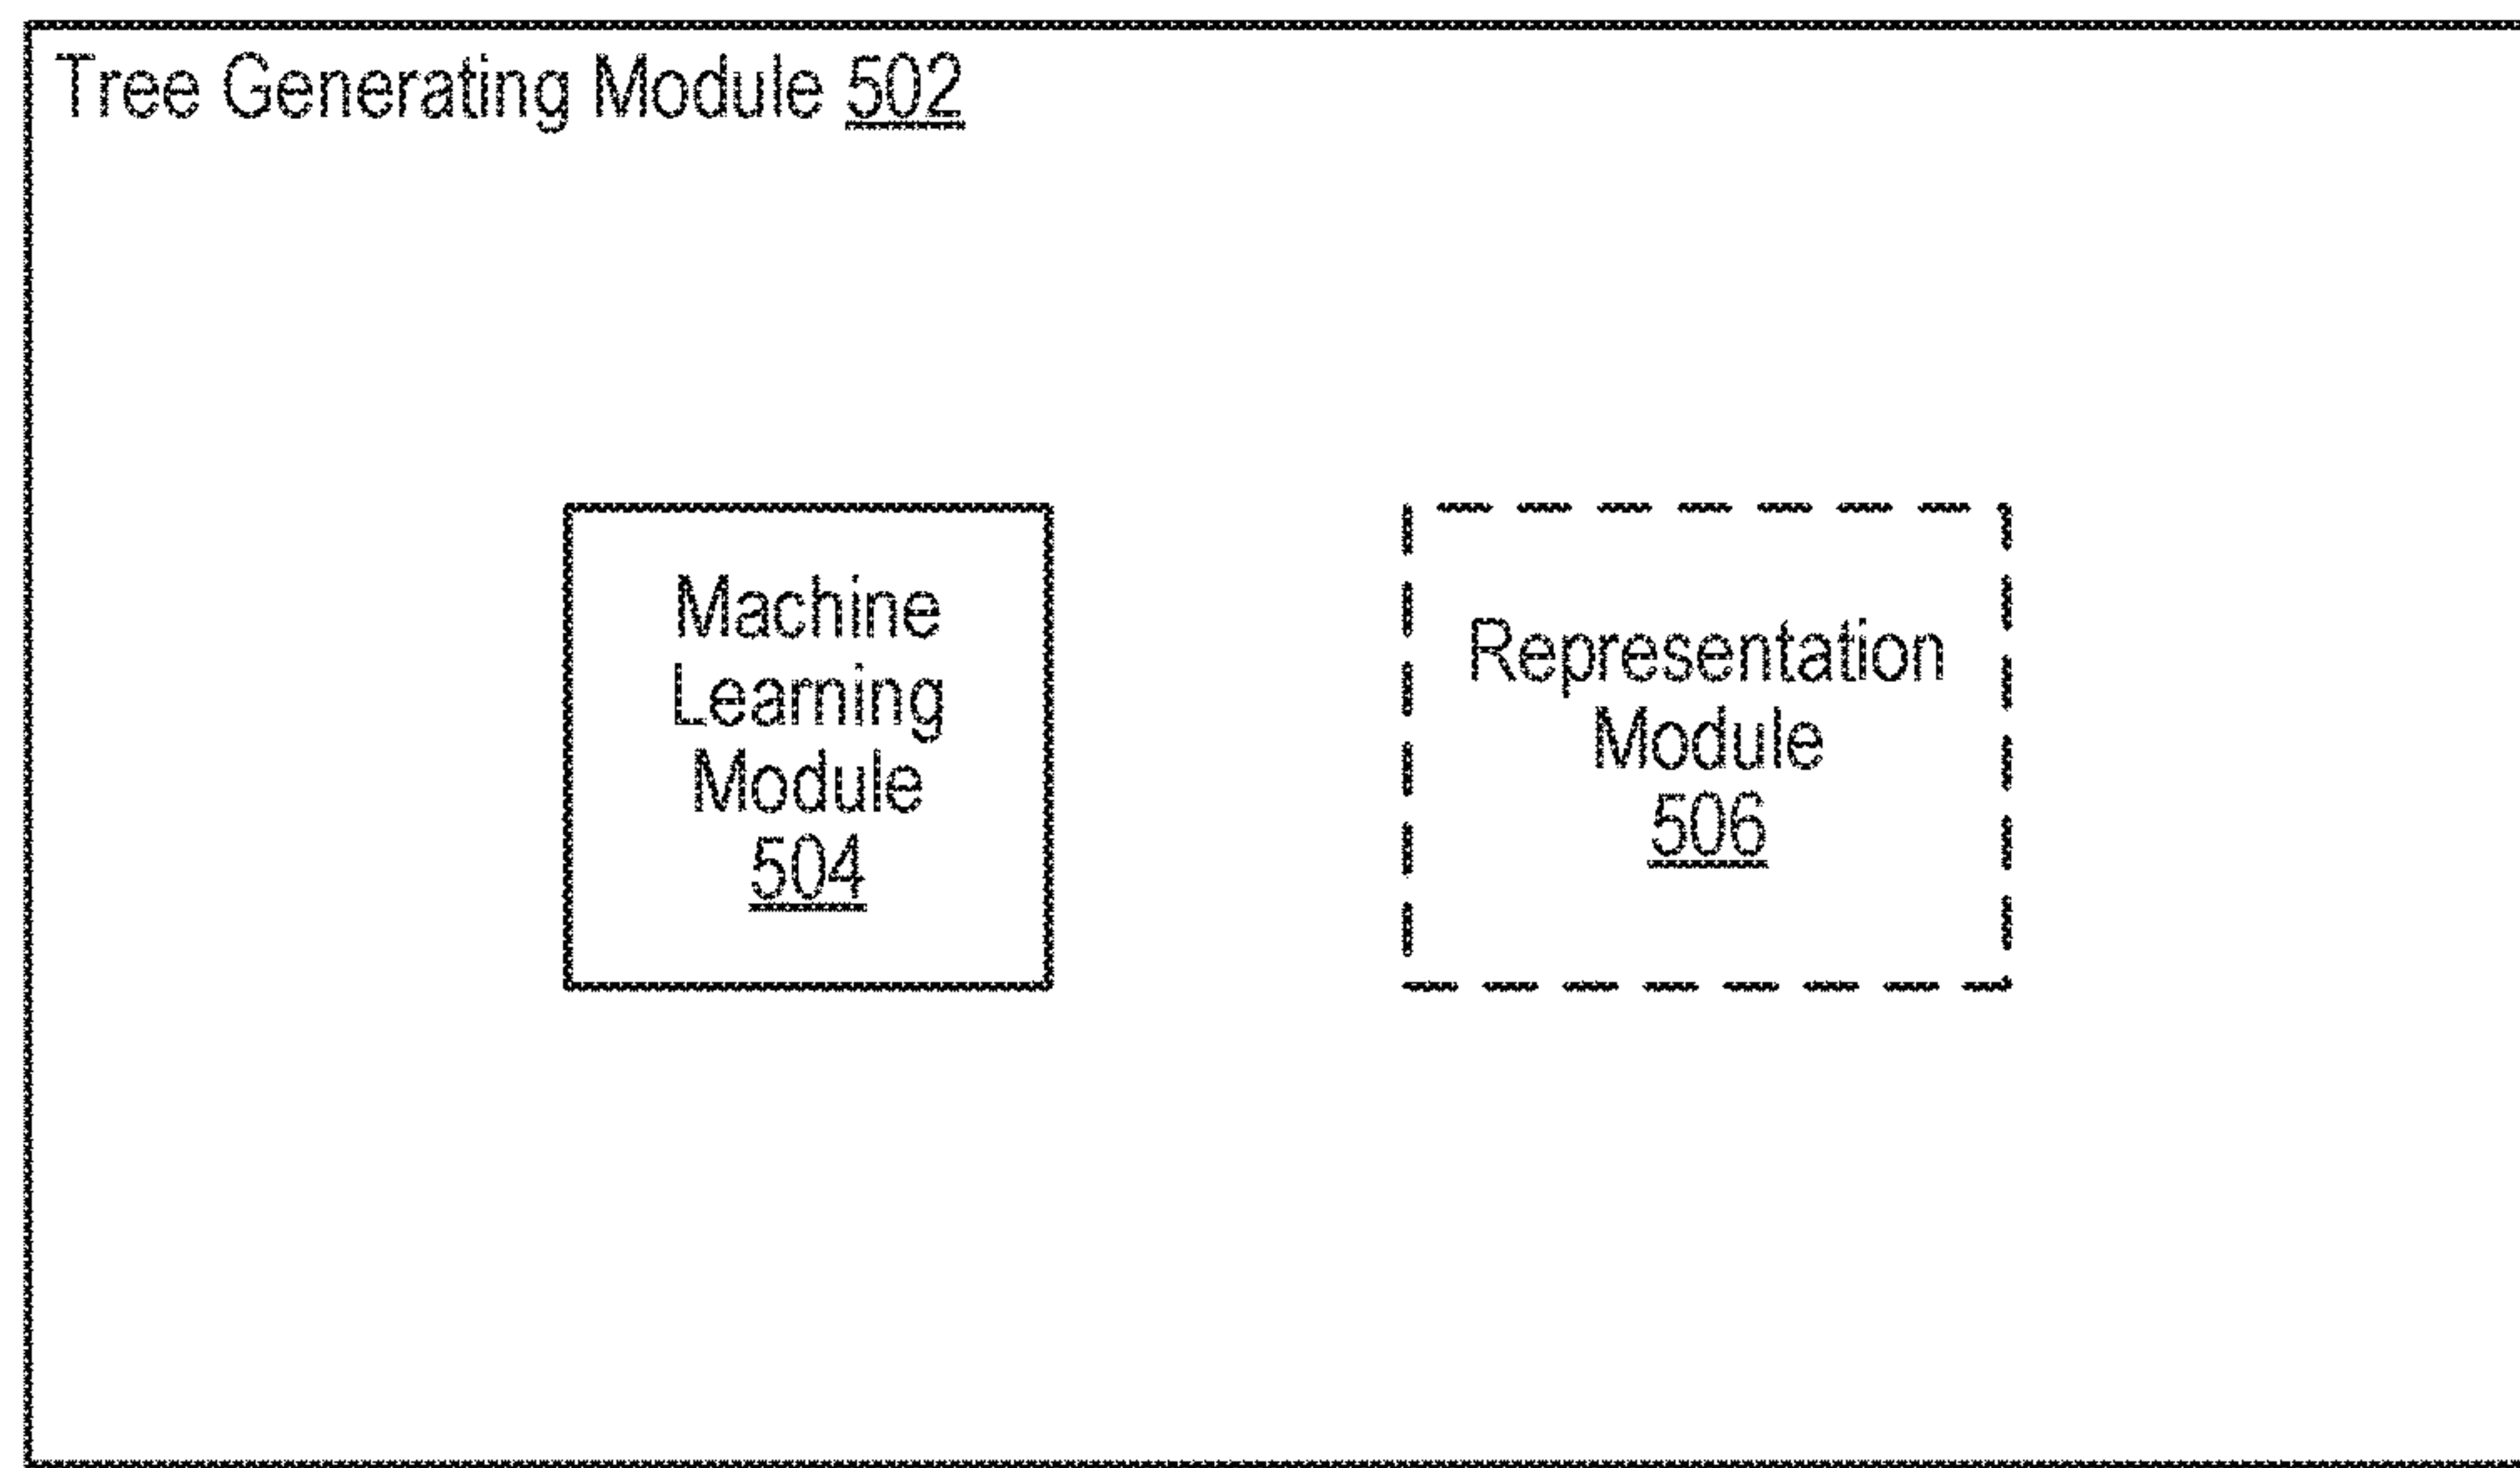 Tree Generating Module 502
Machine
Learning
Module
504
Representation
Module
506